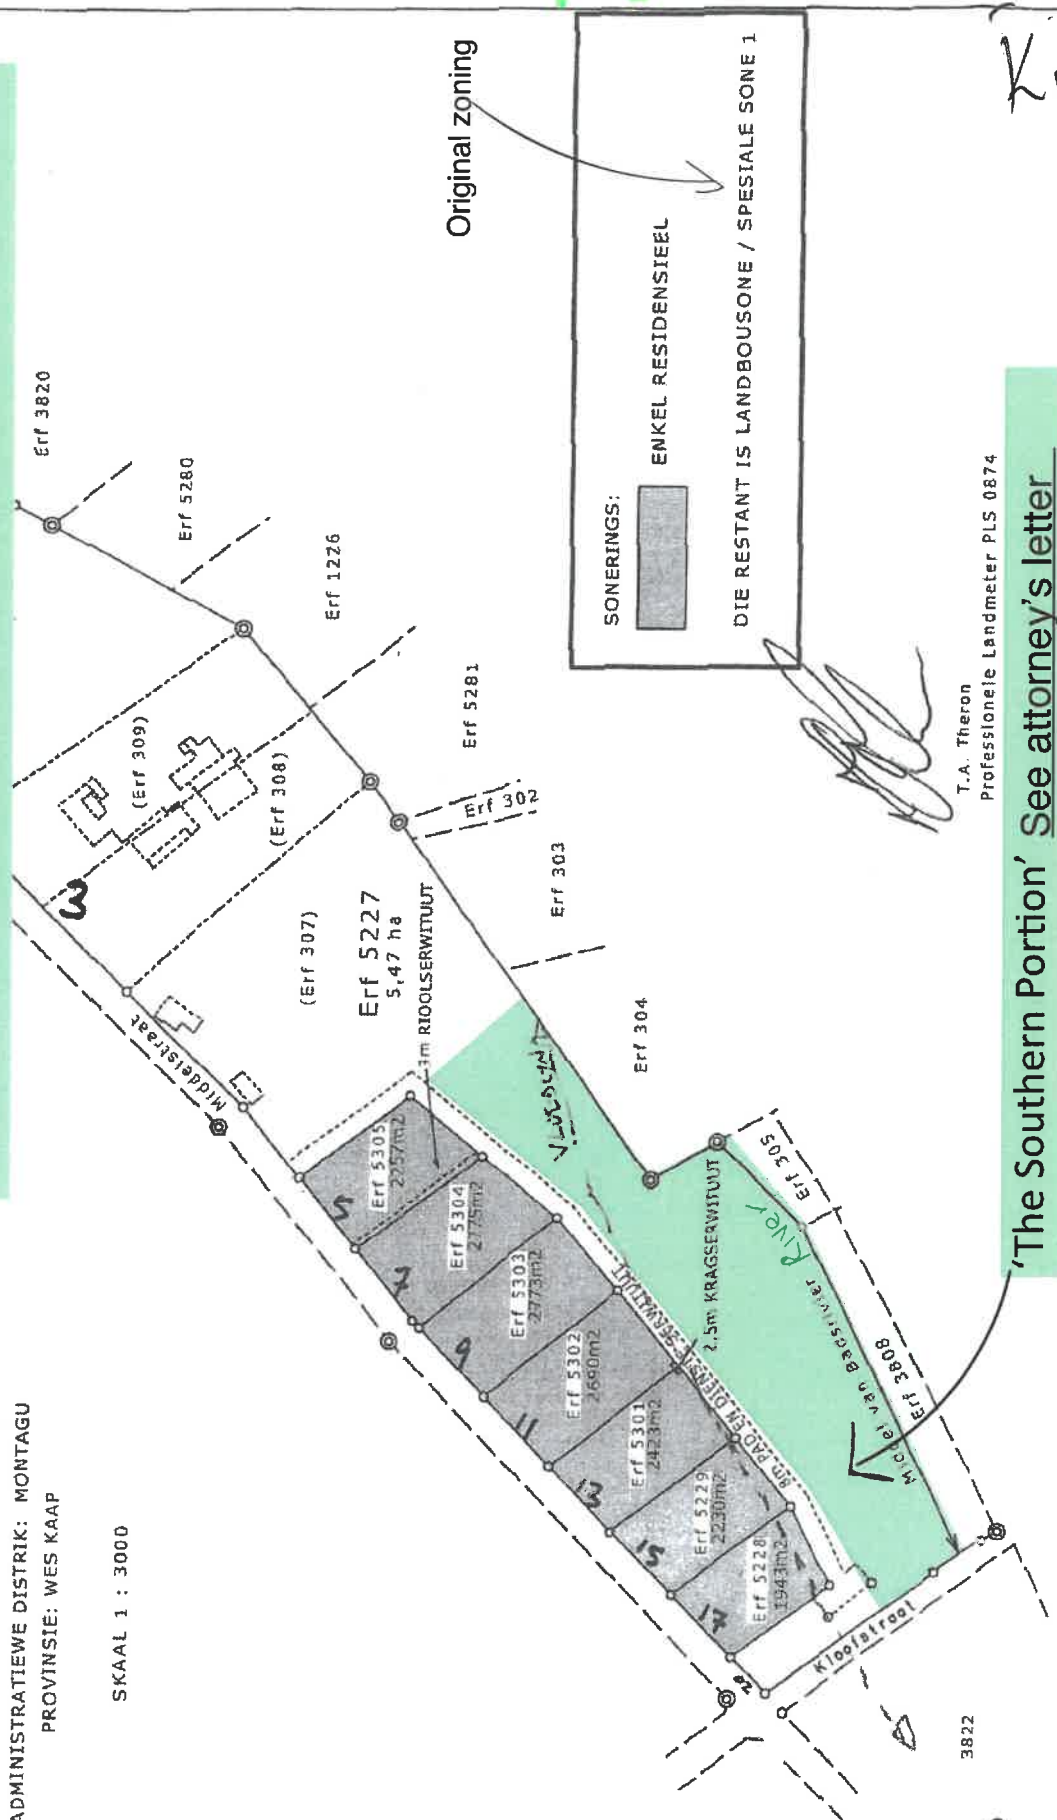 ADMINISTRATIEWE DISTRIK: MONTAGU
PROVINSIE: WES KAAP
SKAAL 1 : 3000
Erf 3820
Erf 5280
Erf 1226
Erf 5281
Erf 302
Erf 303
Erf 304
Erf 305
Erf 3808
(Erf 309)
(Erf 308)
(Erf 307)
Erf 5227
5,47 ha
3m RIOOLSERWITUUT
Middelstraat
3
5
7
9
11
13
15
17
20
Erf 5305
2257m2
Erf 5304
2775m2
Erf 5303
2773m2
Erf 5302
2690m2
Erf 5301
2423m2
Erf 5229
2230m2
Erf 5228
1943m2
8m PAD EN DIENSTE SERWITUUT
2,5m KRAGSERWITUUT
Middel van Badsrivier
River
Kloofstraat
3822
Original zoning
SONERINGS:
ENKEL RESIDENSIEEL
DIE RESTANT IS LANDBOUSONE / SPESIALE SONE 1
T.A. Theron
Professionele Landmeter PLS 0874
'The Southern Portion' See attorney's letter
K